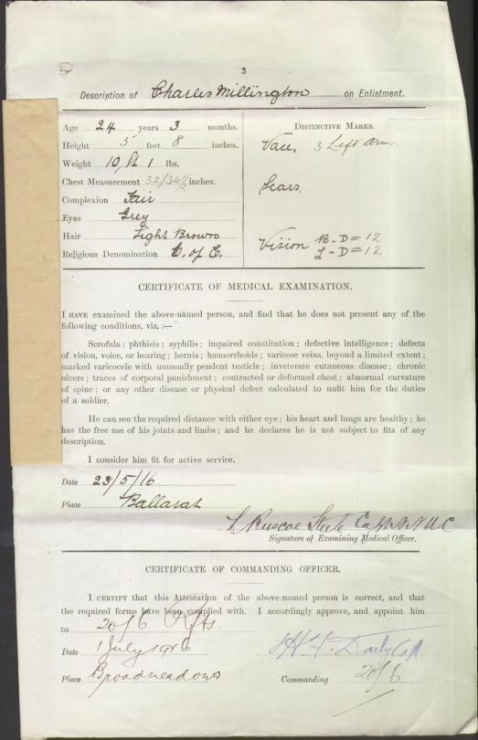 3
Description of Charles Millington on Enlistment.
Age 24 years 3 months.
Height 5 feet 8 inches.
Weight 10 st 1 lbs.
Chest Measurement 32/34½ inches.
Complexion Fair
Eyes Grey
Hair Light Brown
Religious Denomination C. of E.
DISTINCTIVE MARKS.
Vacc. 3 Left Arm.
Scars.
Vision R-D=12
L-D=12
CERTIFICATE OF MEDICAL EXAMINATION.
I HAVE examined the above-named person, and find that he does not present any of the
following conditions, viz. :—
Scrofula; phthisis; syphilis; impaired constitution; defective intelligence; defects
of vision, voice, or hearing; hernia; hæmorrhoids; varicose veins, beyond a limited extent;
marked varicocele with unusually pendent testicle; inveterate cutaneous disease; chronic
ulcers; traces of corporal punishment; contracted or deformed chest; abnormal curvature
of spine; or any other disease or physical defect calculated to unfit him for the duties
of a soldier.
He can see the required distance with either eye; his heart and lungs are healthy; he
has the free use of his joints and limbs; and he declares he is not subject to fits of any
description.
I consider him fit for active service.
Date 23/5/16
Place Ballarat
Ruscoe
Signature of Examining Medical Officer.
CERTIFICATE OF COMMANDING OFFICER.
I CERTIFY that this Attestation of the above-named person is correct, and that
the required forms have been complied with. I accordingly approve, and appoint him
to 20/6 Rfts
Date 1 July 1916
Place Broadmeadows
Commanding 20/6